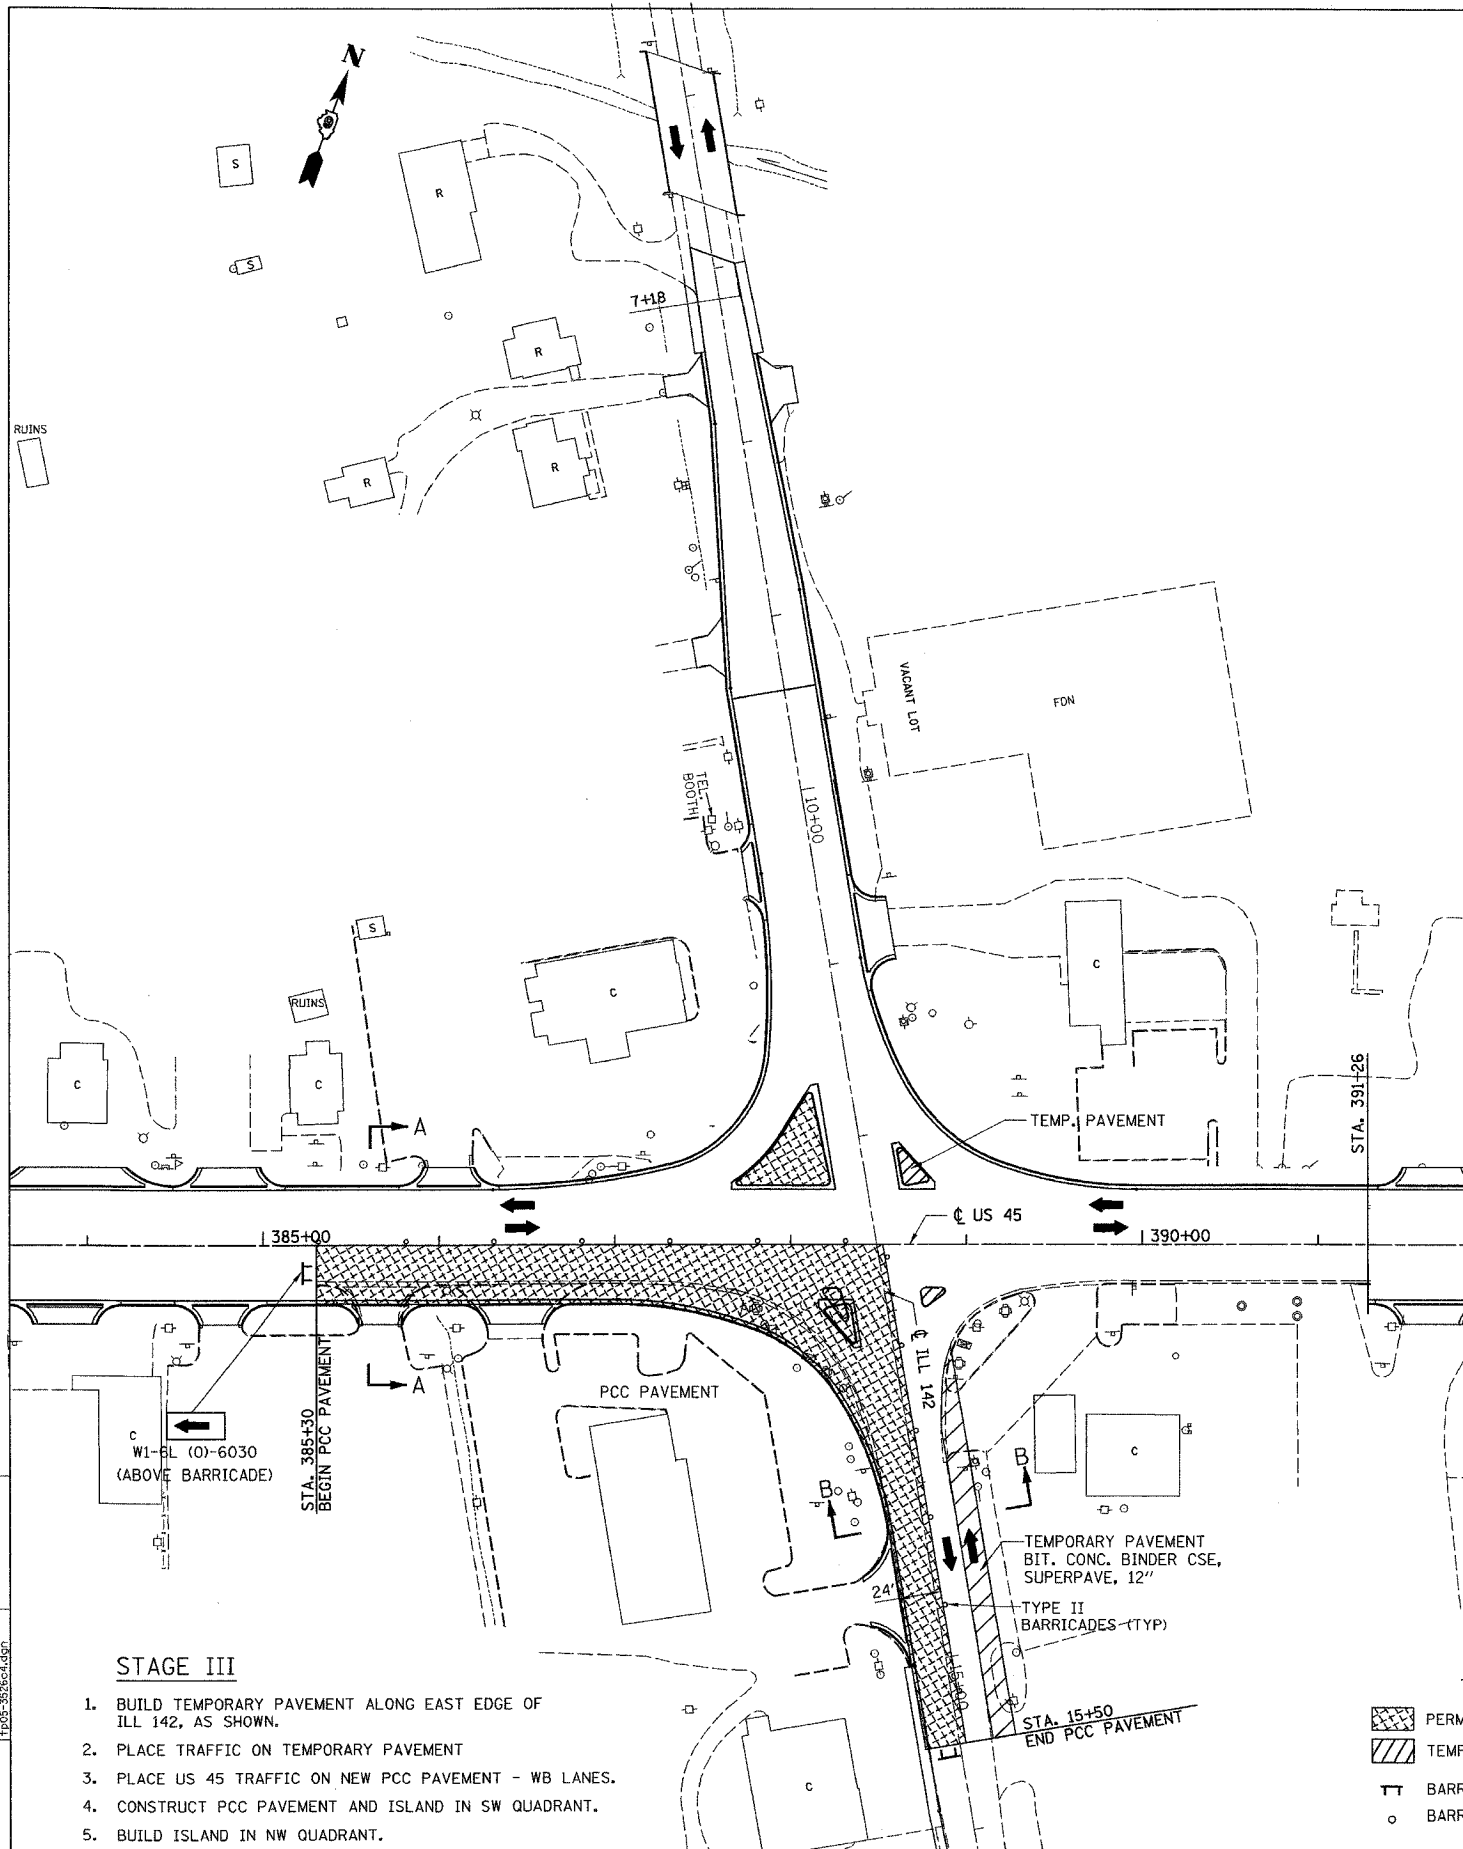 N
S
R
S
7+18
R
RUINS
R
R
VACANT LOT
FDN
TEL.
BOOTH
10+00
S
C
C
RUINS
C
C
STA. 391+26
A
TEMP. PAVEMENT
℄ US 45
385+00
390+00
℄ ILL 142
A
PCC PAVEMENT
STA. 385+30
BEGIN PCC PAVEMENT
C
W1-6L (O)-6030
(ABOVE BARRICADE)
C
B
B
TEMPORARY PAVEMENT
BIT. CONC. BINDER CSE,
SUPERPAVE, 12"
24'
TYPE II
BARRICADES (TYP)
15+00
STA. 15+50
END PCC PAVEMENT
C
STAGE III
1. BUILD TEMPORARY PAVEMENT ALONG EAST EDGE OF
ILL 142, AS SHOWN.
2. PLACE TRAFFIC ON TEMPORARY PAVEMENT
3. PLACE US 45 TRAFFIC ON NEW PCC PAVEMENT - WB LANES.
4. CONSTRUCT PCC PAVEMENT AND ISLAND IN SW QUADRANT.
5. BUILD ISLAND IN NW QUADRANT.
PERM
TEMP
BARR
BARR